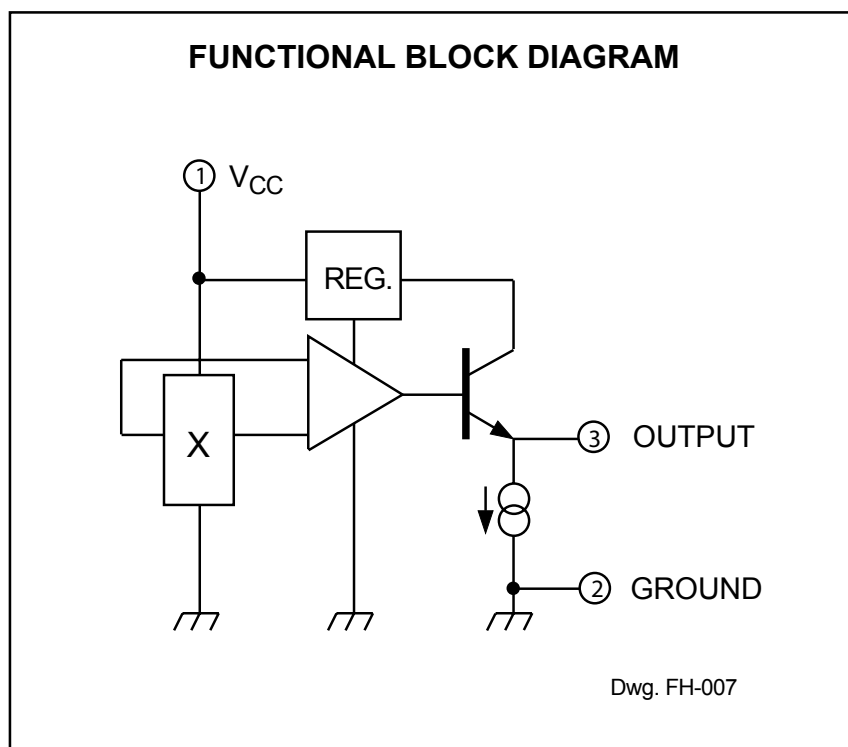 FUNCTIONAL BLOCK DIAGRAM
1 VCC
REG.
X
3 OUTPUT
2 GROUND
Dwg. FH-007